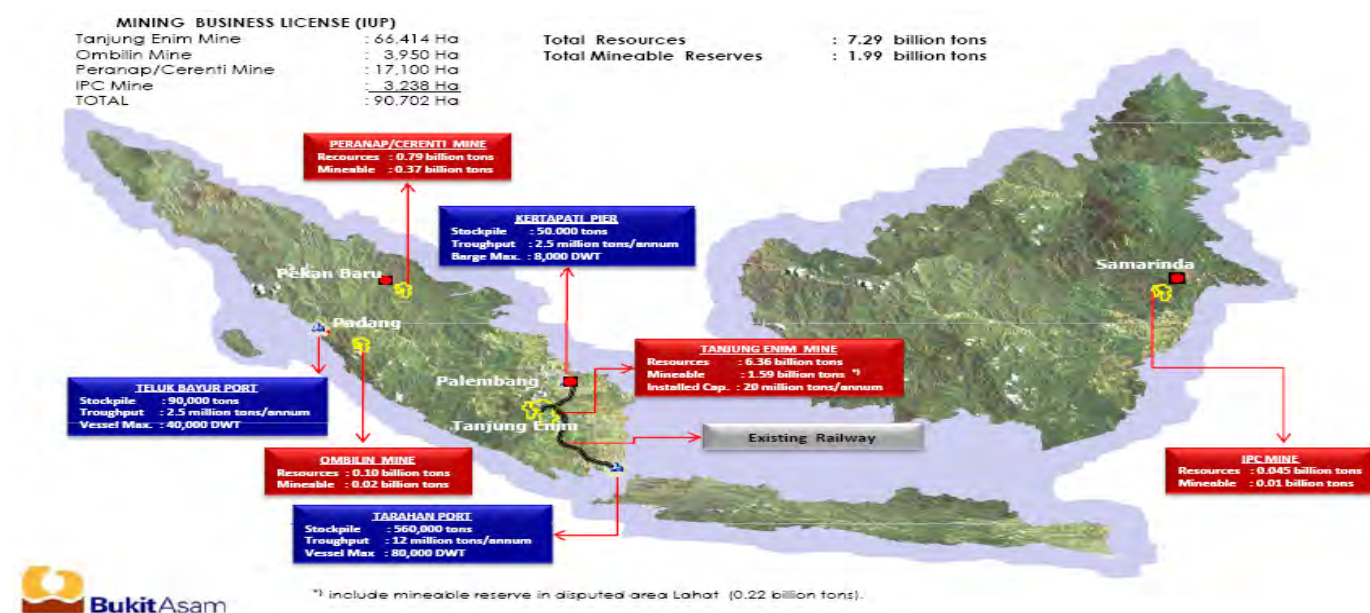 MINING BUSINESS LICENSE (IUP)
Tanjung Enim Mine : 66,414 Ha
Ombilin Mine : 3,950 Ha
Peranap/Cerenti Mine : 17,100 Ha
IPC Mine : 3,238 Ha
TOTAL : 90,702 Ha
Total Resources : 7.29 billion tons
Total Mineable Reserves : 1.99 billion tons
PERANAP/CERENTI MINE
Recources : 0.79 billion tons
Mineable : 0.37 billion tons
KERTAPATI PIER
Stockpile : 50.000 tons
Troughput : 2.5 million tons/annum
Barge Max. : 8,000 DWT
Pekan Baru
Samarinda
Padang
TANJUNG ENIM MINE
Resources : 6.36 billion tons
Mineable : 1.59 billion tons *)
Installed Cap. : 20 million tons/annum
Palembang
TELUK BAYUR PORT
Stockpile : 90,000 tons
Troughput : 2.5 million tons/annum
Vessel Max. : 40,000 DWT
Tanjung Enim
Existing Railway
OMBILIN MINE
Resources : 0.10 billion tons
Mineable : 0.02 billion tons
IPC MINE
Resources : 0.045 billion tons
Mineable : 0.01 billion tons
TARAHAN PORT
Stockpile : 560,000 tons
Troughput : 12 million tons/annum
Vessel Max : 80,000 DWT
BukitAsam
*) include mineable reserve in disputed area Lahat (0.22 billion tons).